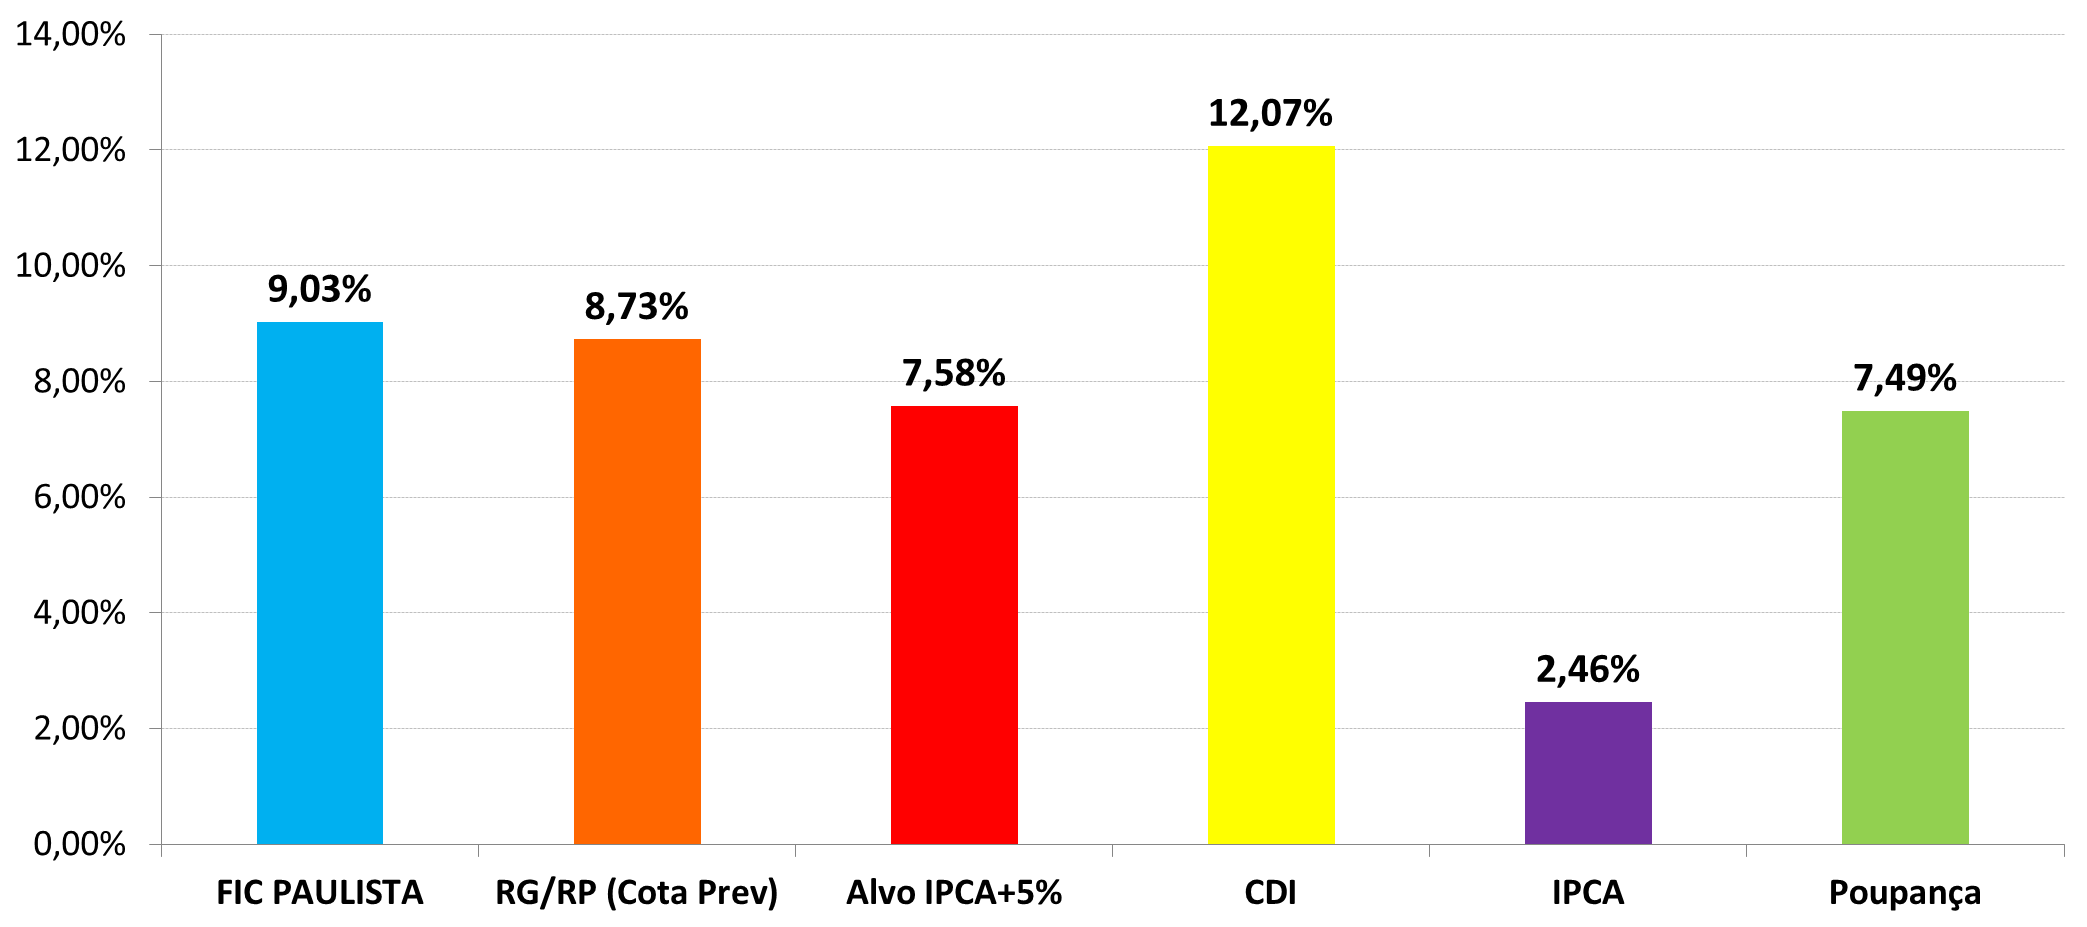 14,00%
12,00%
10,00%
8,00%
6,00%
4,00%
2,00%
0,00%
9,03%
8,73%
7,58%
12,07%
2,46%
7,49%
FIC PAULISTA
RG/RP (Cota Prev)
Alvo IPCA+5%
CDI
IPCA
Poupança